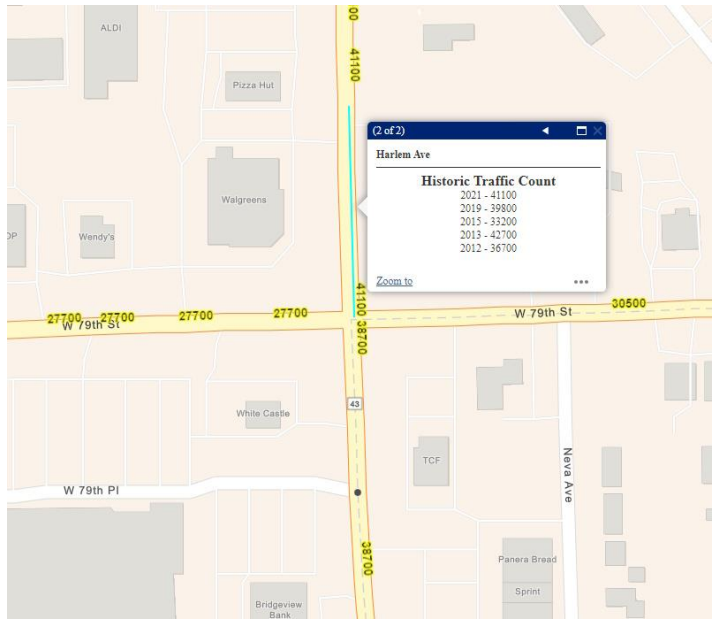 00
ALDI
41100
Pizza Hut
(2 of 2)
Harlem Ave
Historic Traffic Count
2021 - 41100
2019 - 39800
2015 - 33200
2013 - 42700
2012 - 36700
Zoom to
Walgreens
Wendy's
OP
27700
27700
27700
27700
W 79th St
41100
38700
W 79th St
30500
43
White Castle
TCF
Neva Ave
W 79th Pl
38700
Panera Bread
Sprint
Bridgeview
Bank